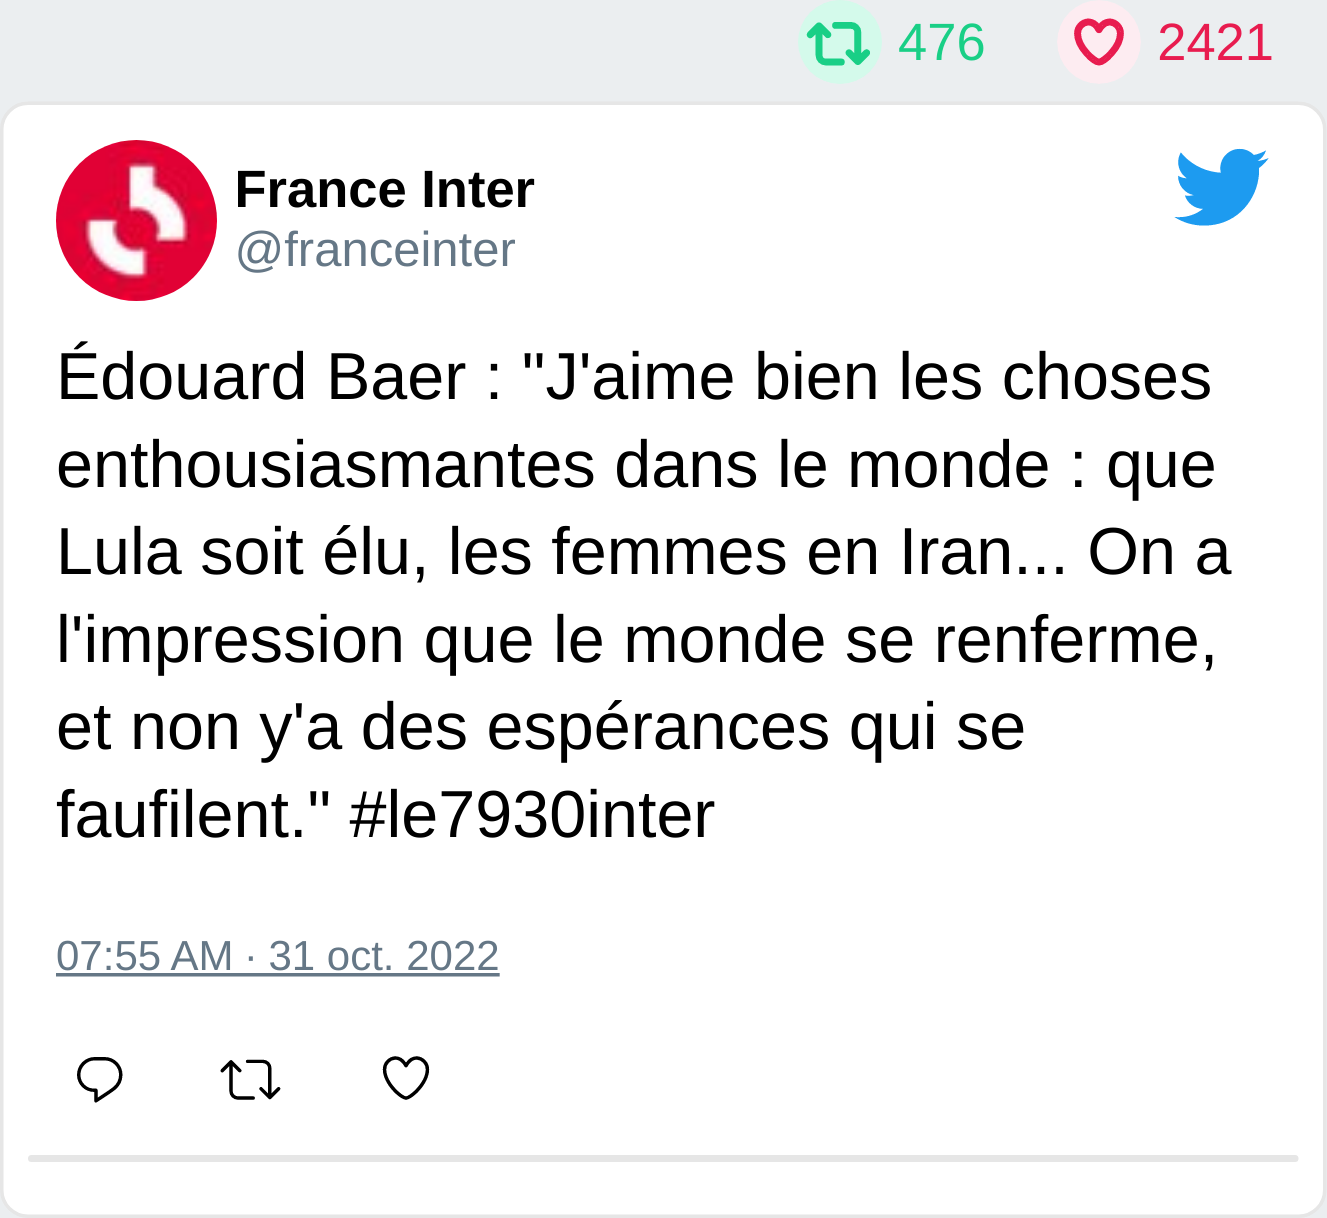 476 2421
France Inter
@franceinter
Édouard Baer : "J'aime bien les choses
enthousiasmantes dans le monde : que
Lula soit élu, les femmes en Iran... On a
l'impression que le monde se renferme,
et non y'a des espérances qui se
faufilent." #le7930inter
07:55 AM · 31 oct. 2022